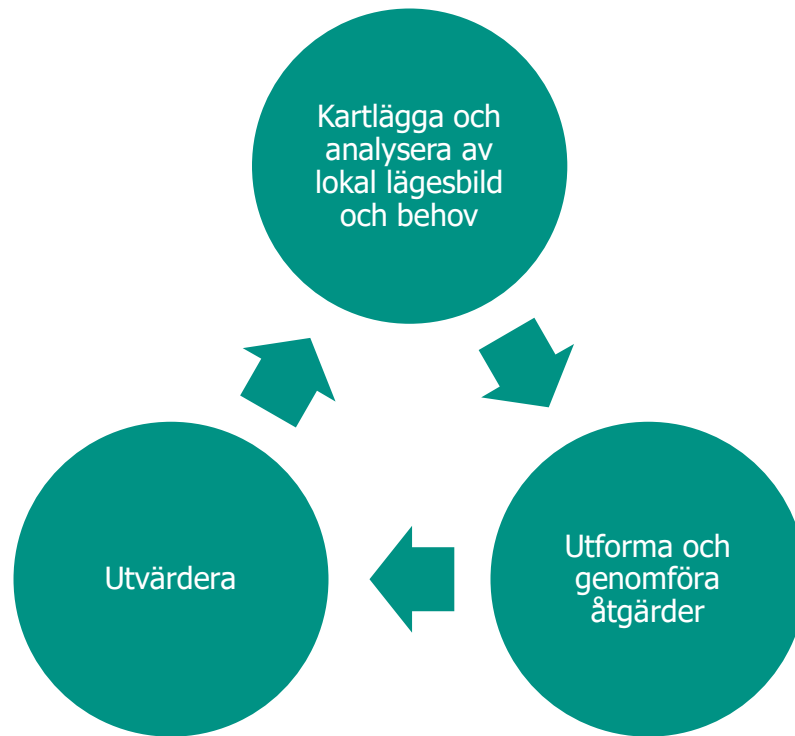 Kartlägga och
analysera av
lokal lägesbild
och behov
Utforma och
genomföra
åtgärder
Utvärdera